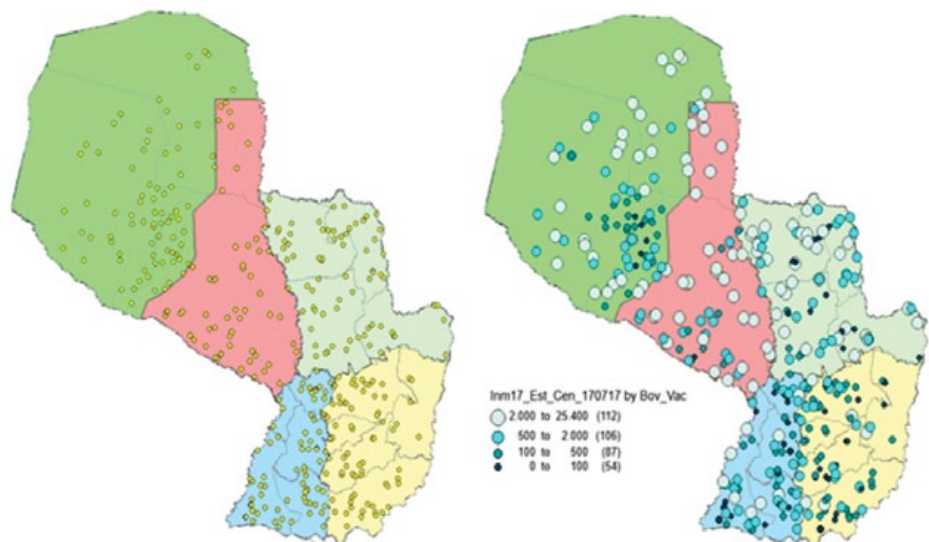 Inm17_Est_Cen_170717 by Bov_Vac
2.000 to 25.400 (112)
500 to 2.000 (106)
100 to 500 (87)
0 to 100 (54)